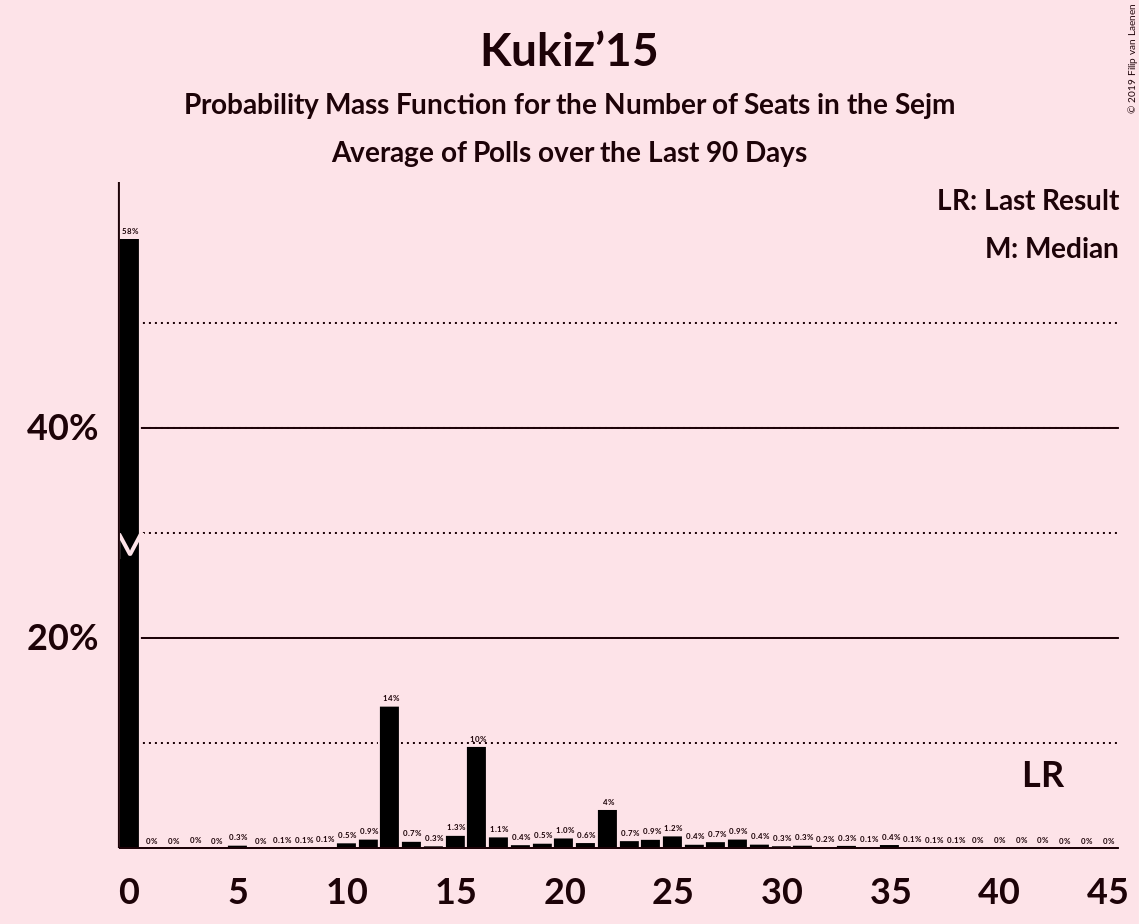 Kukiz’15
Probability Mass Function for the Number of Seats in the Sejm
Average of Polls over the Last 90 Days
© 2019 Filip van Laenen
LR: Last Result
M: Median
40%
20%
58% 0% 0% 0% 0% 0.3% 0% 0.1% 0.1% 0.1% 0.5% 0.9% 14% 0.7% 0.3% 1.3% 10% 1.1% 0.4% 0.5% 1.0% 0.6% 4% 0.7% 0.9% 1.2% 0.4% 0.7% 0.9% 0.4% 0.3% 0.3% 0.2% 0.3% 0.1% 0.4% 0.1% 0.1% 0.1% 0% 0% 0% 0% 0% 0% 0%
LR
0 5 10 15 20 25 30 35 40 45